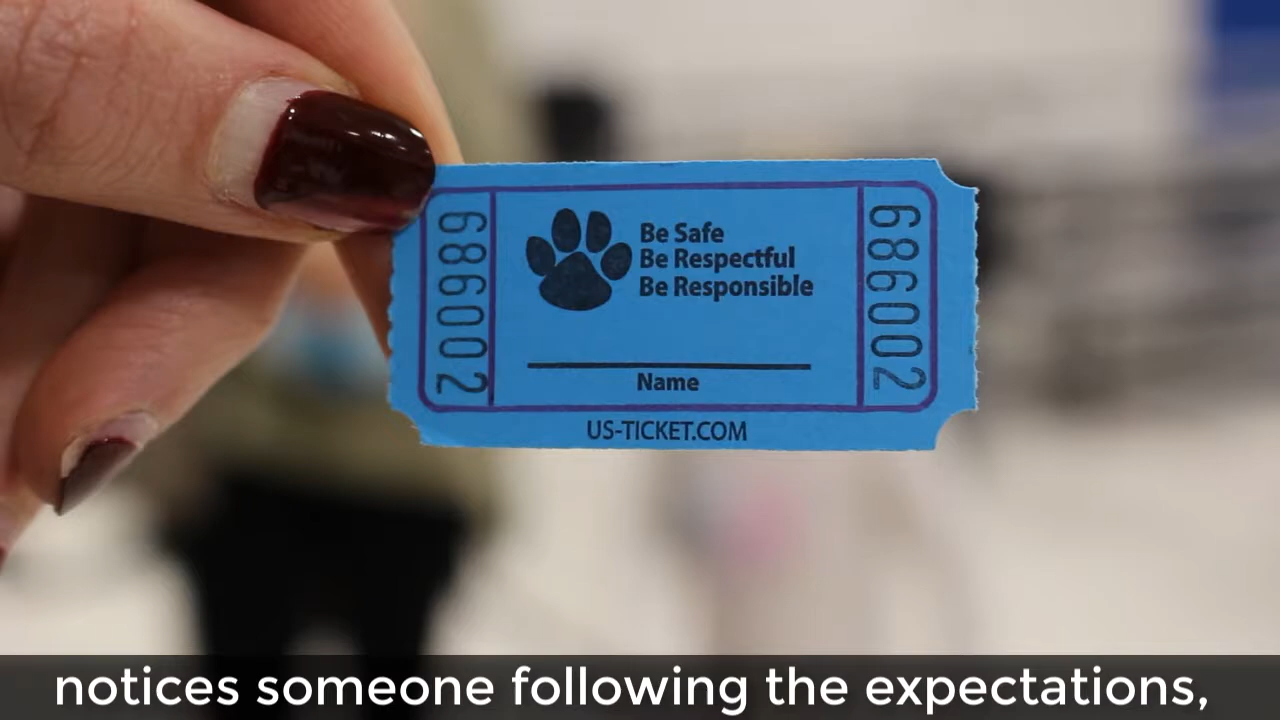 686002
Be Safe
Be Respectful
Be Responsible
Name
686002
US-TICKET.COM
notices someone following the expectations,